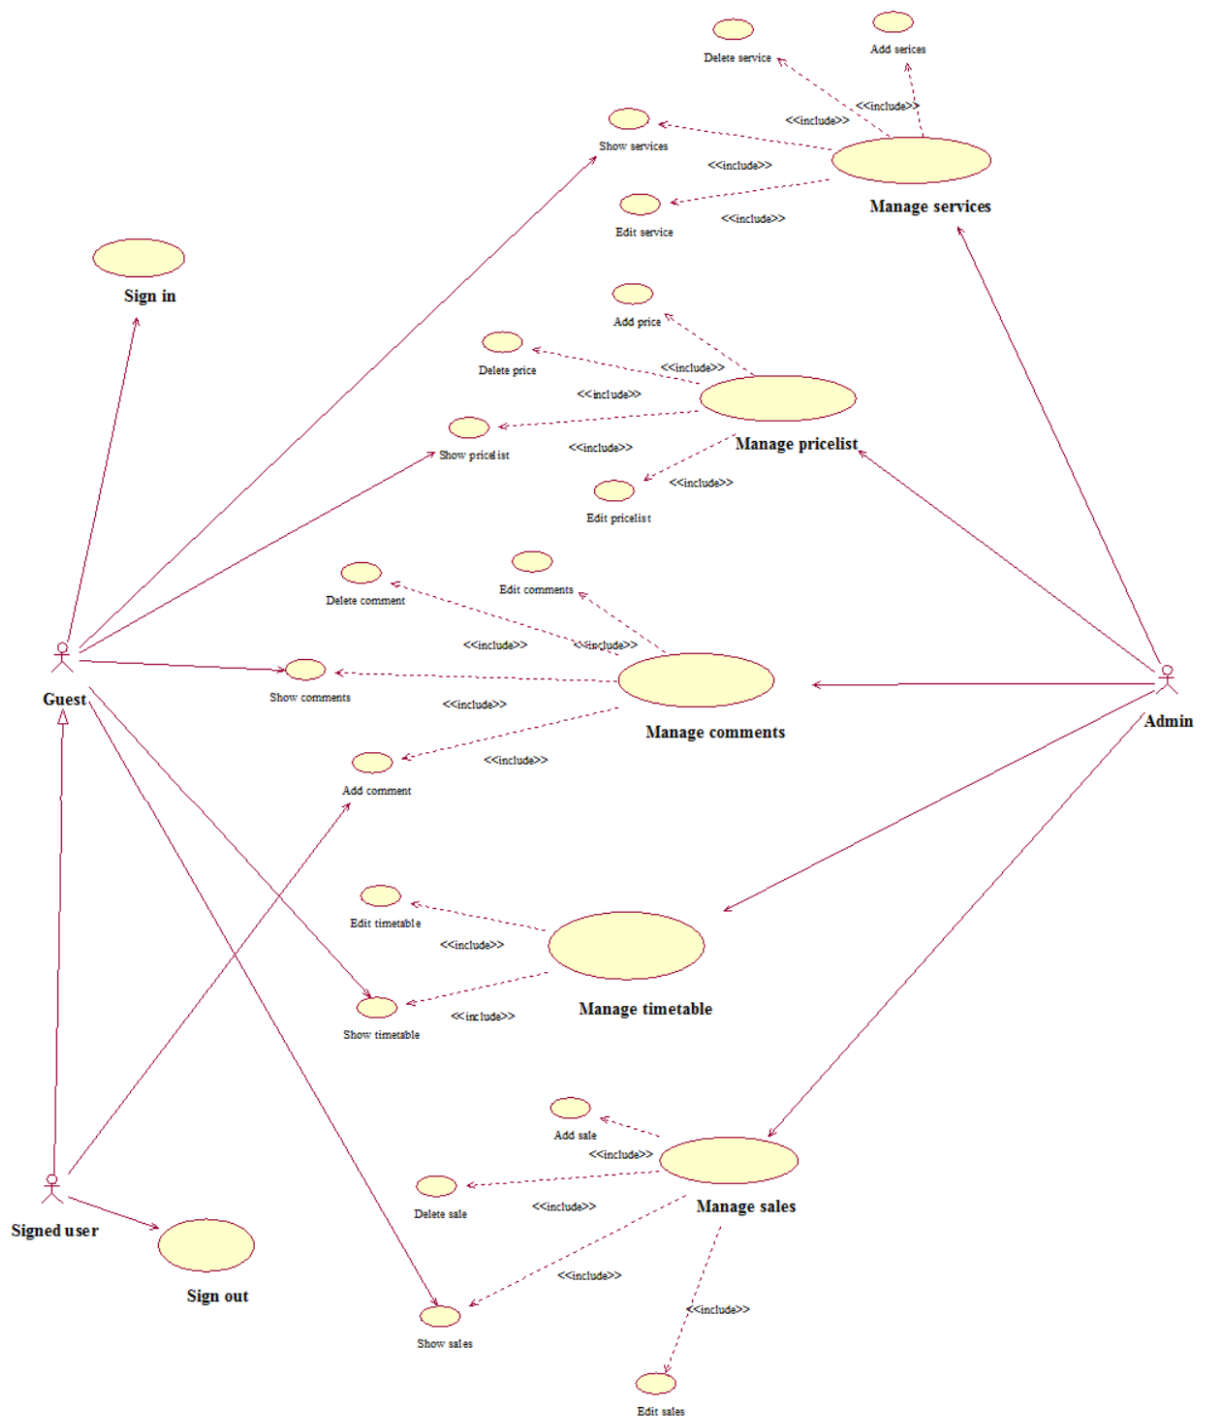 Delete service
Add serices
<<include>>
<<include>>
Show services
<<include>>
Manage services
<<include>>
Edit service
Sign in
Add price
Delete price
<<include>>
<<include>>
Manage pricelist
<<include>>
Show pricelist
<<include>>
Edit pricelist
Edit comments
Delete comment
<<include>>
<<include>>
Guest
Show comments
<<include>>
Admin
Manage comments
<<include>>
Add comment
Edit timetable
<<include>>
Manage timetable
<<include>>
Show timetable
Add sale
<<include>>
Manage sales
Delete sale
<<include>>
Signed user
<<include>>
Sign out
<<include>>
Show sales
Edit sales